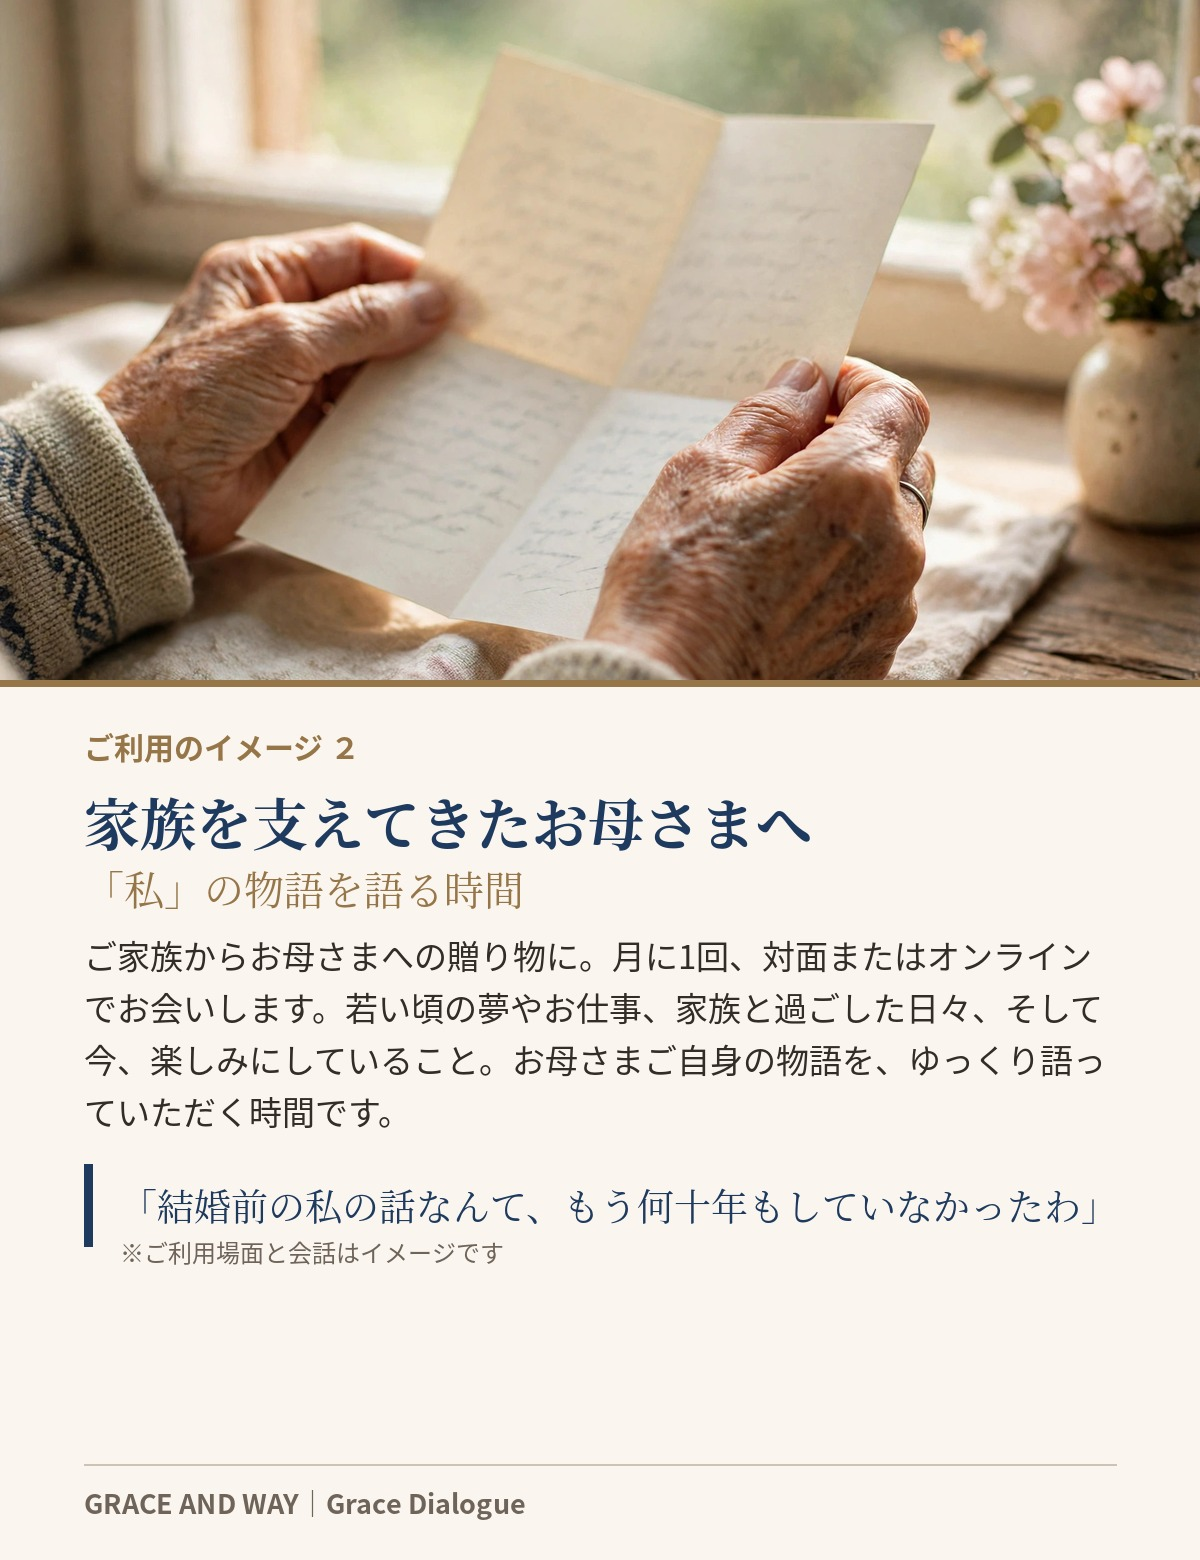 ご利用のイメージ 2
家族を支えてきたお母さまへ
「私」の物語を語る時間
ご家族からお母さまへの贈り物に。月に1回、対面またはオンライン
でお会いします。若い頃の夢やお仕事、家族と過ごした日々、そして
今、楽しみにしていること。お母さまご自身の物語を、ゆっくり語っ
ていただく時間です。
「結婚前の私の話なんて、もう何十年もしていなかったわ」
※ご利用場面と会話はイメージです
GRACE AND WAY｜Grace Dialogue